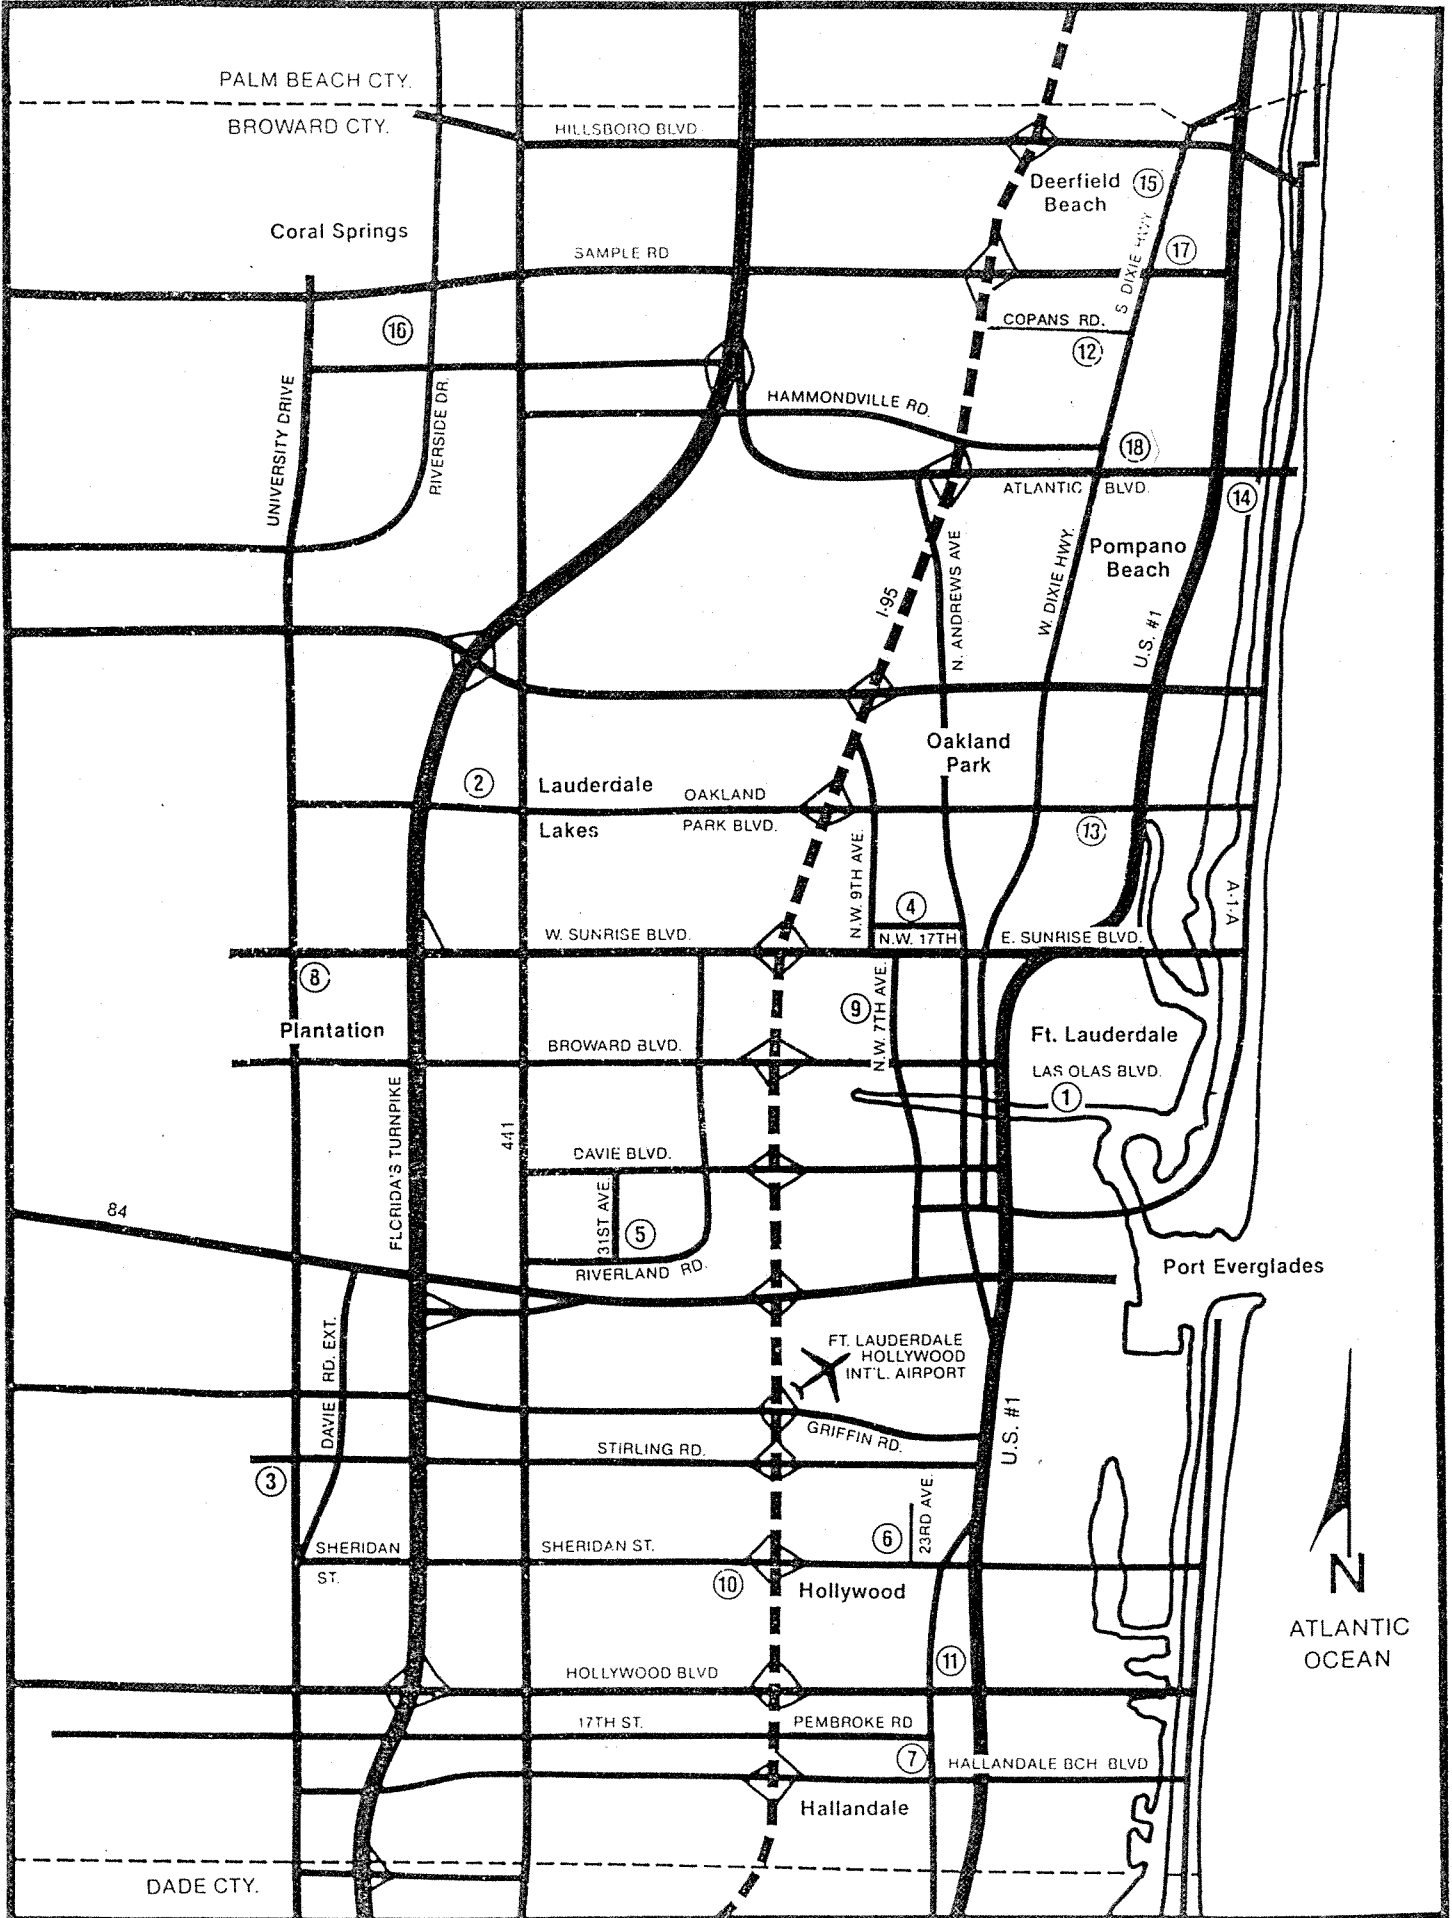 PALM BEACH CTY.
BROWARD CTY.
HILLSBORO BLVD
Deerfield
Beach
15
Coral Springs
SAMPLE RD
17
S. DIXIE HWY
COPANS RD.
16
12
UNIVERSITY DRIVE
RIVERSIDE DR.
HAMMONDVILLE RD.
18
ATLANTIC BLVD.
14
Pompano
Beach
I-95
N. ANDREWS AVE
W. DIXIE HWY.
U.S. #1
Oakland
Park
2
Lauderdale
Lakes
OAKLAND
PARK BLVD.
13
N.W. 9TH AVE.
A-1-A
4
N.W. 17TH
W. SUNRISE BLVD.
E. SUNRISE BLVD.
8
9
N.W. 7TH AVE.
Plantation
Ft. Lauderdale
BROWARD BLVD.
LAS OLAS BLVD.
1
FLORIDA'S TURNPIKE
441
DAVIE BLVD.
31ST AVE.
5
84
RIVERLAND RD.
Port Everglades
DAVIE RD. EXT.
FT. LAUDERDALE
HOLLYWOOD
INT'L. AIRPORT
GRIFFIN RD.
U.S. #1
STIRLING RD.
3
23RD AVE.
6
SHERIDAN
ST.
SHERIDAN ST.
10
Hollywood
N
ATLANTIC
OCEAN
11
HOLLYWOOD BLVD
17TH ST.
PEMBROKE RD
7
HALLANDALE BCH BLVD
Hallandale
DADE CTY.